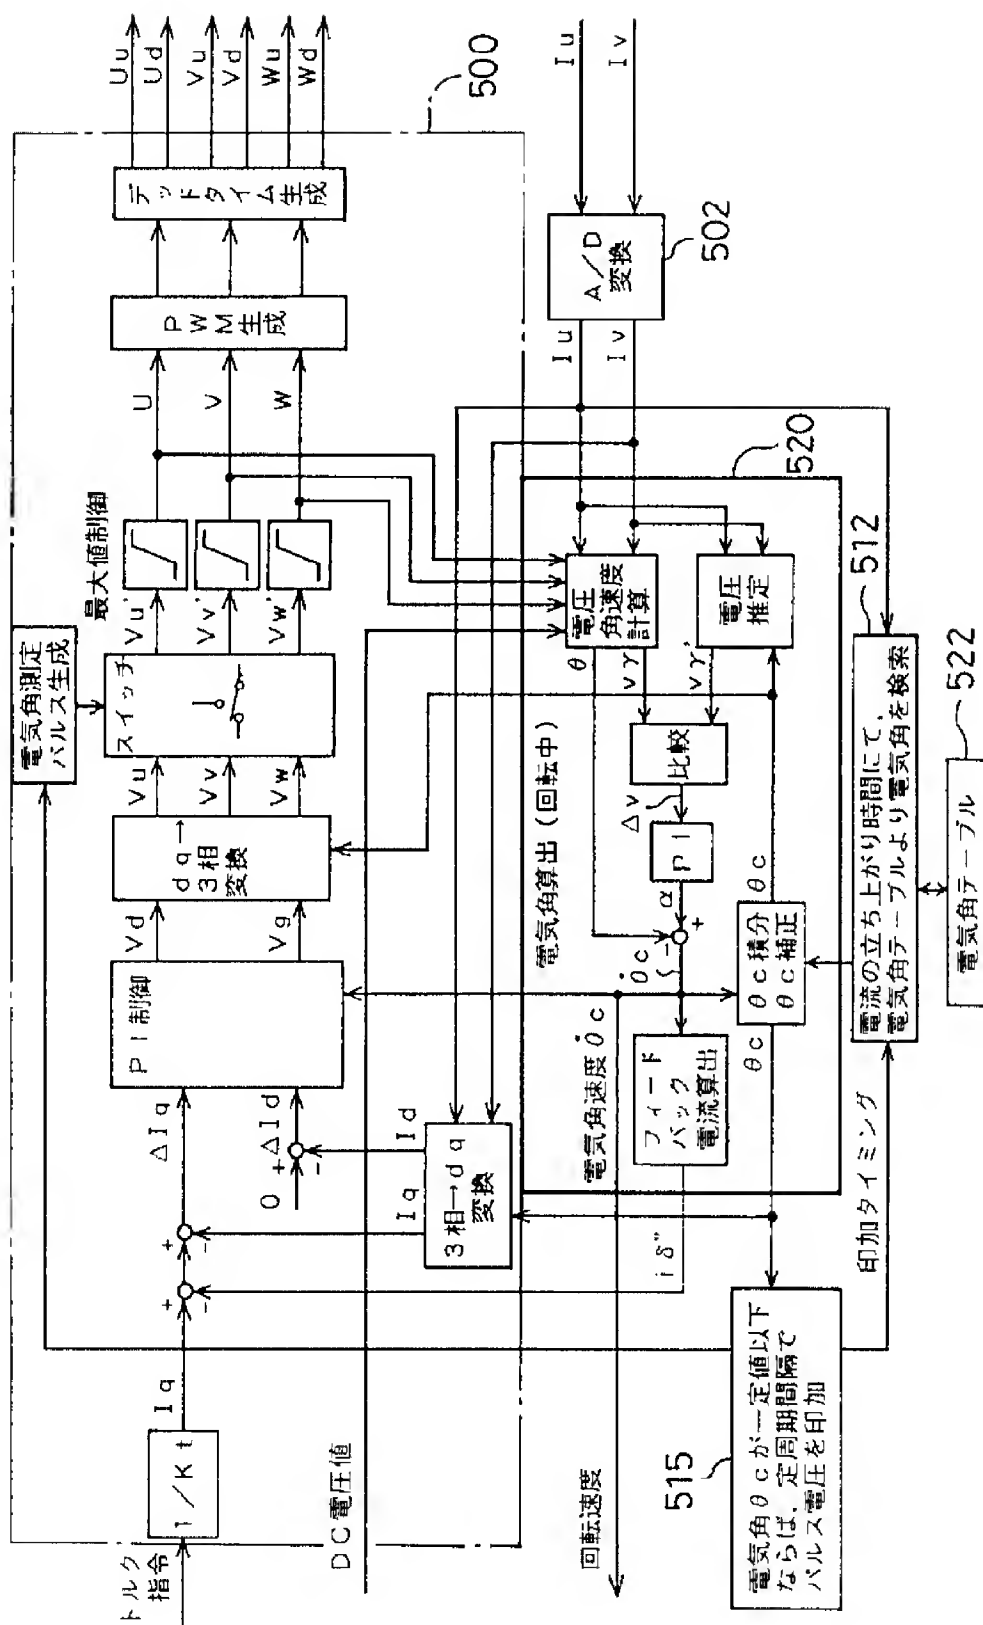 トルク
指令
1/Kt
Iq
+
-
+
-
ΔIq
0
+
ΔId
-
PI制御
Vd
Vg
dq→
3相
変換
Vu
Vv
Vw
電気角測定
パルス生成
スイッチ
Vu'
Vv'
Vw'
最大値制御
U
V
W
PWM生成
デッドタイム生成
Uu
Ud
Vu
Vd
Wu
Wd
500
Iq
Id
3相→dq
変換
DC電圧値
回転速度
iδ"
電気角速度θ̇c
電気角算出(回転中)
フィード
バック
電流算出
θ̇c
-
+
α
PI
Δv
比較
θ
vγ
vγ'
電圧
角速度
計算
電圧
推定
520
Iu
Iv
A/D
変換
502
Iu
Iv
θc
θc積分
θc補正
θc
515
電気角θcが一定値以下
ならば、定周期間隔で
パルス電圧を印加
印加タイミング
電流の立ち上がり時間にて、
電気角テーブルより電気角を検索
512
電気角テーブル
522